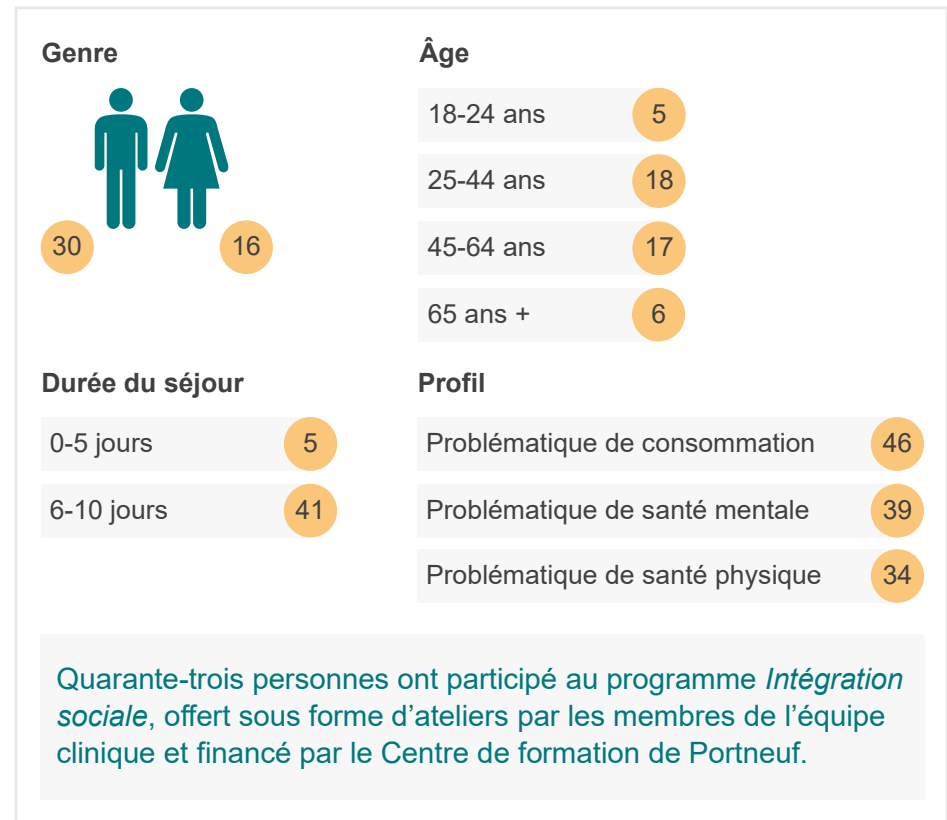 Genre
30
16
Âge
18-24 ans 5
25-44 ans 18
45-64 ans 17
65 ans + 6
Durée du séjour
0-5 jours 5
6-10 jours 41
Profil
Problématique de consommation 46
Problématique de santé mentale 39
Problématique de santé physique 34
Quarante-trois personnes ont participé au programme Intégration
sociale, offert sous forme d’ateliers par les membres de l’équipe
clinique et financé par le Centre de formation de Portneuf.